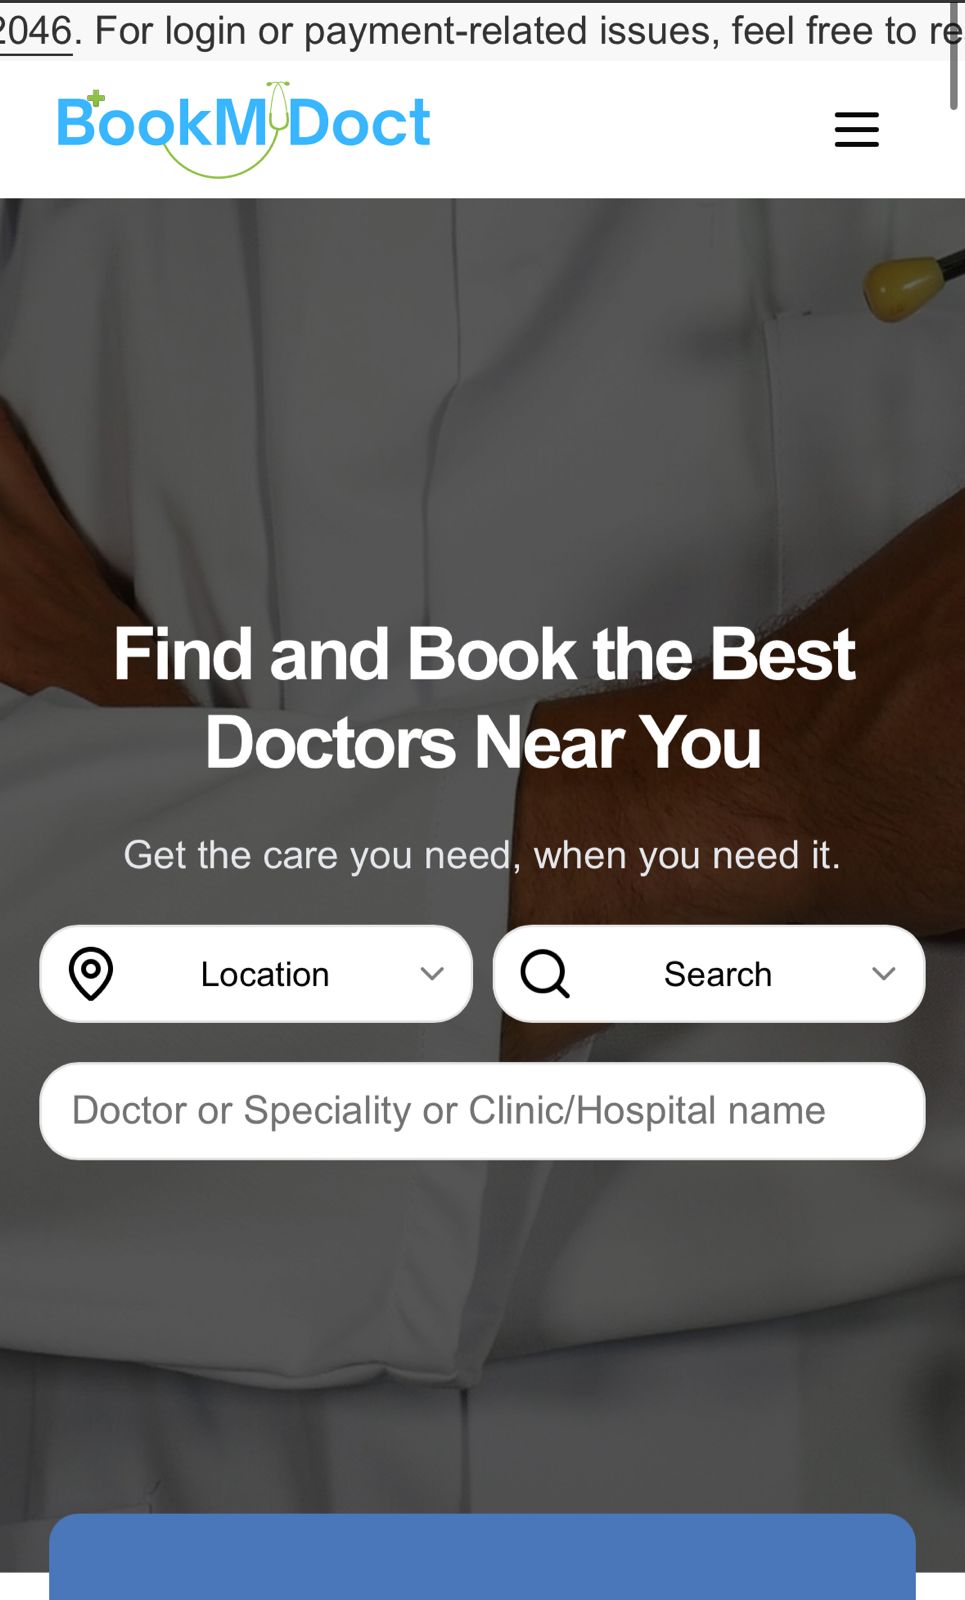 2046. For login or payment-related issues, feel free to re
BookMyDoct
Find and Book the Best
Doctors Near You
Get the care you need, when you need it.
Location
Search
Doctor or Speciality or Clinic/Hospital name